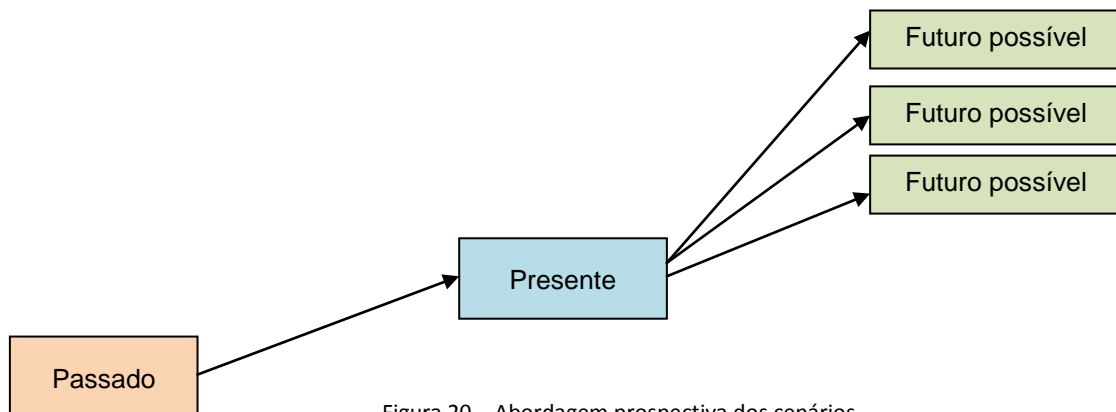 Futuro possível
Futuro possível
Futuro possível
Presente
Passado
Figura 20 – Abordagem prospectiva dos cenários